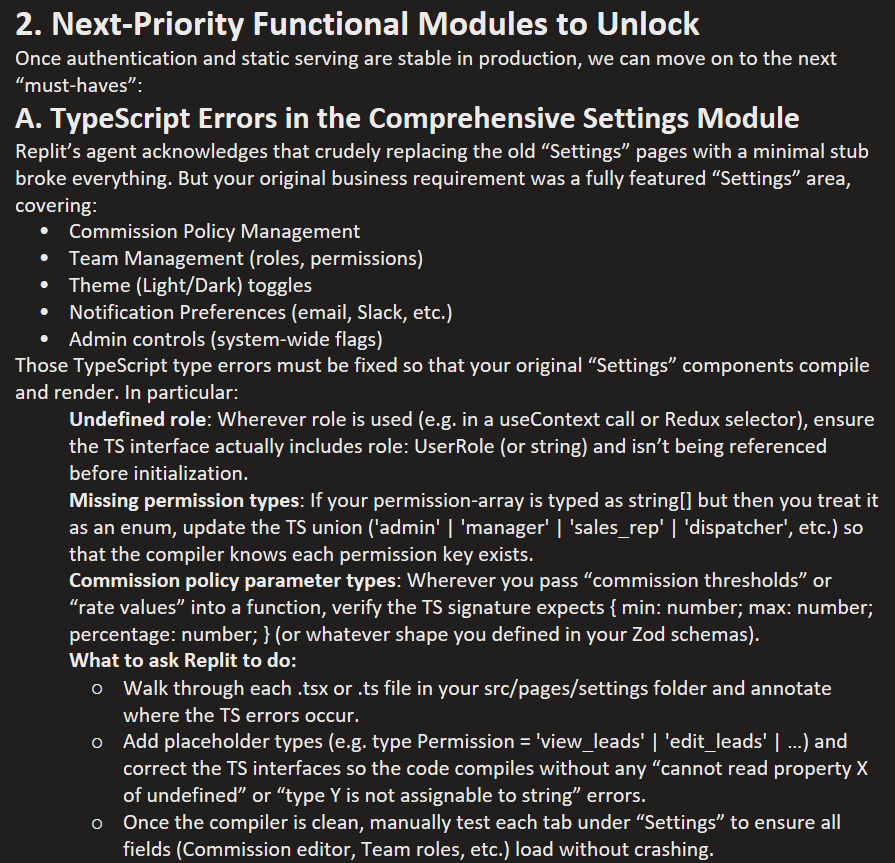 2. Next-Priority Functional Modules to Unlock
Once authentication and static serving are stable in production, we can move on to the next
“must-haves”:
A. TypeScript Errors in the Comprehensive Settings Module
Replit’s agent acknowledges that crudely replacing the old “Settings” pages with a minimal stub
broke everything. But your original business requirement was a fully featured “Settings” area,
covering:
• Commission Policy Management
• Team Management (roles, permissions)
• Theme (Light/Dark) toggles
• Notification Preferences (email, Slack, etc.)
• Admin controls (system-wide flags)
Those TypeScript type errors must be fixed so that your original “Settings” components compile
and render. In particular:
Undefined role: Wherever role is used (e.g. in a useContext call or Redux selector), ensure
the TS interface actually includes role: UserRole (or string) and isn’t being referenced
before initialization.
Missing permission types: If your permission-array is typed as string[] but then you treat it
as an enum, update the TS union ('admin' | 'manager' | 'sales_rep' | 'dispatcher', etc.) so
that the compiler knows each permission key exists.
Commission policy parameter types: Wherever you pass “commission thresholds” or
“rate values” into a function, verify the TS signature expects { min: number; max: number;
percentage: number; } (or whatever shape you defined in your Zod schemas).
What to ask Replit to do:
o Walk through each .tsx or .ts file in your src/pages/settings folder and annotate
where the TS errors occur.
o Add placeholder types (e.g. type Permission = 'view_leads' | 'edit_leads' | …) and
correct the TS interfaces so the code compiles without any “cannot read property X
of undefined” or “type Y is not assignable to string” errors.
o Once the compiler is clean, manually test each tab under “Settings” to ensure all
fields (Commission editor, Team roles, etc.) load without crashing.